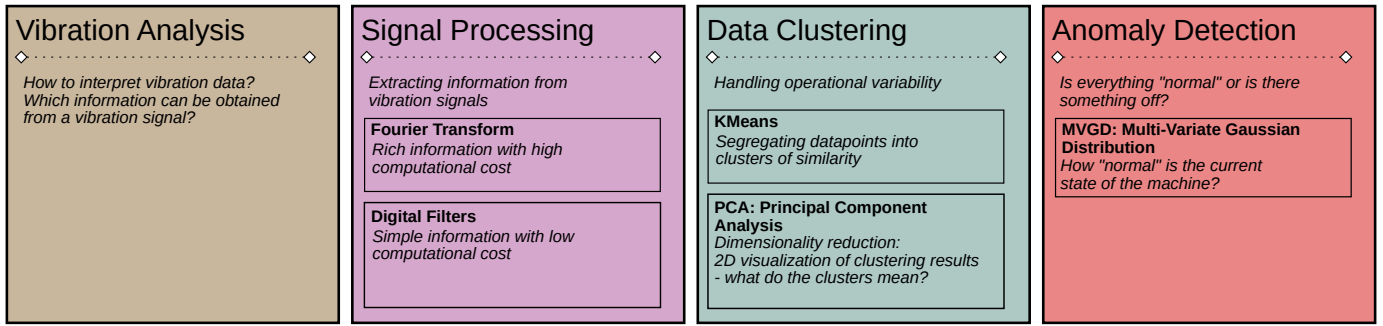 Vibration Analysis
How to interpret vibration data?
Which information can be obtained
from a vibration signal?
Signal Processing
Extracting information from
vibration signals
Fourier Transform
Rich information with high
computational cost
Digital Filters
Simple information with low
computational cost
Data Clustering
Handling operational variability
KMeans
Segregating datapoints into
clusters of similarity
PCA: Principal Component
Analysis
Dimensionality reduction:
2D visualization of clustering results
- what do the clusters mean?
Anomaly Detection
Is everything "normal" or is there
something off?
MVGD: Multi-Variate Gaussian
Distribution
How "normal" is the current
state of the machine?